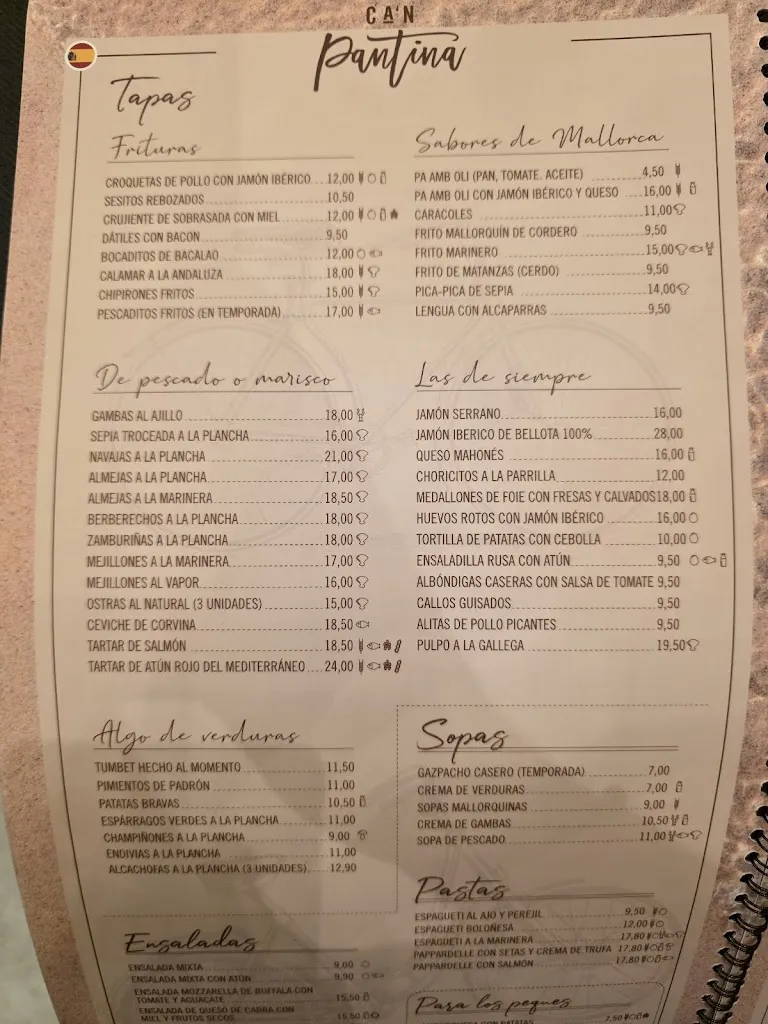 CA'N
Pantina
Tapas
Frituras
CROQUETAS DE POLLO CON JAMÓN IBÉRICO 12,00
SESITOS REBOZADOS 10,50
CRUJIENTE DE SOBRASADA CON MIEL 12,00
DÁTILES CON BACON 9,50
BOCADITOS DE BACALAO 12,00
CALAMAR A LA ANDALUZA 18,00
CHIPIRONES FRITOS 15,00
PESCADITOS FRITOS (EN TEMPORADA) 17,00
Sabores de Mallorca
PA AMB OLI (PAN, TOMATE. ACEITE) 4,50
PA AMB OLI CON JAMÓN IBÉRICO Y QUESO 16,00
CARACOLES 11,00
FRITO MALLORQUÍN DE CORDERO 9,50
FRITO MARINERO 15,00
FRITO DE MATANZAS (CERDO) 9,50
PICA-PICA DE SEPIA 14,00
LENGUA CON ALCAPARRAS 9,50
De pescado o marisco
GAMBAS AL AJILLO 18,00
SEPIA TROCEADA A LA PLANCHA 16,00
NAVAJAS A LA PLANCHA 21,00
ALMEJAS A LA PLANCHA 17,00
ALMEJAS A LA MARINERA 18,50
BERBERECHOS A LA PLANCHA 18,00
ZAMBURIÑAS A LA PLANCHA 18,00
MEJILLONES A LA MARINERA 17,00
MEJILLONES AL VAPOR 16,00
OSTRAS AL NATURAL (3 UNIDADES) 15,00
CEVICHE DE CORVINA 18,50
TARTAR DE SALMÓN 18,50
TARTAR DE ATÚN ROJO DEL MEDITERRÁNEO 24,00
Las de siempre
JAMÓN SERRANO 16,00
JAMÓN IBERICO DE BELLOTA 100% 28,00
QUESO MAHONÉS 16,00
CHORICITOS A LA PARRILLA 12,00
MEDALLONES DE FOIE CON FRESAS Y CALVADOS 18,00
HUEVOS ROTOS CON JAMÓN IBÉRICO 16,00
TORTILLA DE PATATAS CON CEBOLLA 10,00
ENSALADILLA RUSA CON ATÚN 9,50
ALBÓNDIGAS CASERAS CON SALSA DE TOMATE 9,50
CALLOS GUISADOS 9,50
ALITAS DE POLLO PICANTES 9,50
PULPO A LA GALLEGA 19,50
Algo de verduras
TUMBET HECHO AL MOMENTO 11,50
PIMIENTOS DE PADRÓN 11,00
PATATAS BRAVAS 10,50
ESPÁRRAGOS VERDES A LA PLANCHA 11,00
CHAMPIÑONES A LA PLANCHA 9,00
ENDIVIAS A LA PLANCHA 11,00
ALCACHOFAS A LA PLANCHA (3 UNIDADES) 12,90
Sopas
GAZPACHO CASERO (TEMPORADA) 7,00
CREMA DE VERDURAS 7,00
SOPAS MALLORQUINAS 9,00
CREMA DE GAMBAS 10,50
SOPA DE PESCADO 11,00
Pastas
ESPAGUETI AL AJO Y PEREJIL 9,50
ESPAGUETI BOLOÑESA 12,00
ESPAGUETI A LA MARINERA 17,80
PAPPARDELLE CON SETAS Y CREMA DE TRUFA 17,80
PAPPARDELLE CON SALMÓN 17,80
Ensaladas
ENSALADA MIXTA 9,00
ENSALADA MIXTA CON ATÚN 9,90
ENSALADA MOZZARELLA DE BUFFALA CON
TOMATE Y AGUACATE 15,50
ENSALADA DE QUESO DE CABRA CON
MIEL Y FRUTOS SECOS 15,50
Para los peques
CON PATATAS 7,50